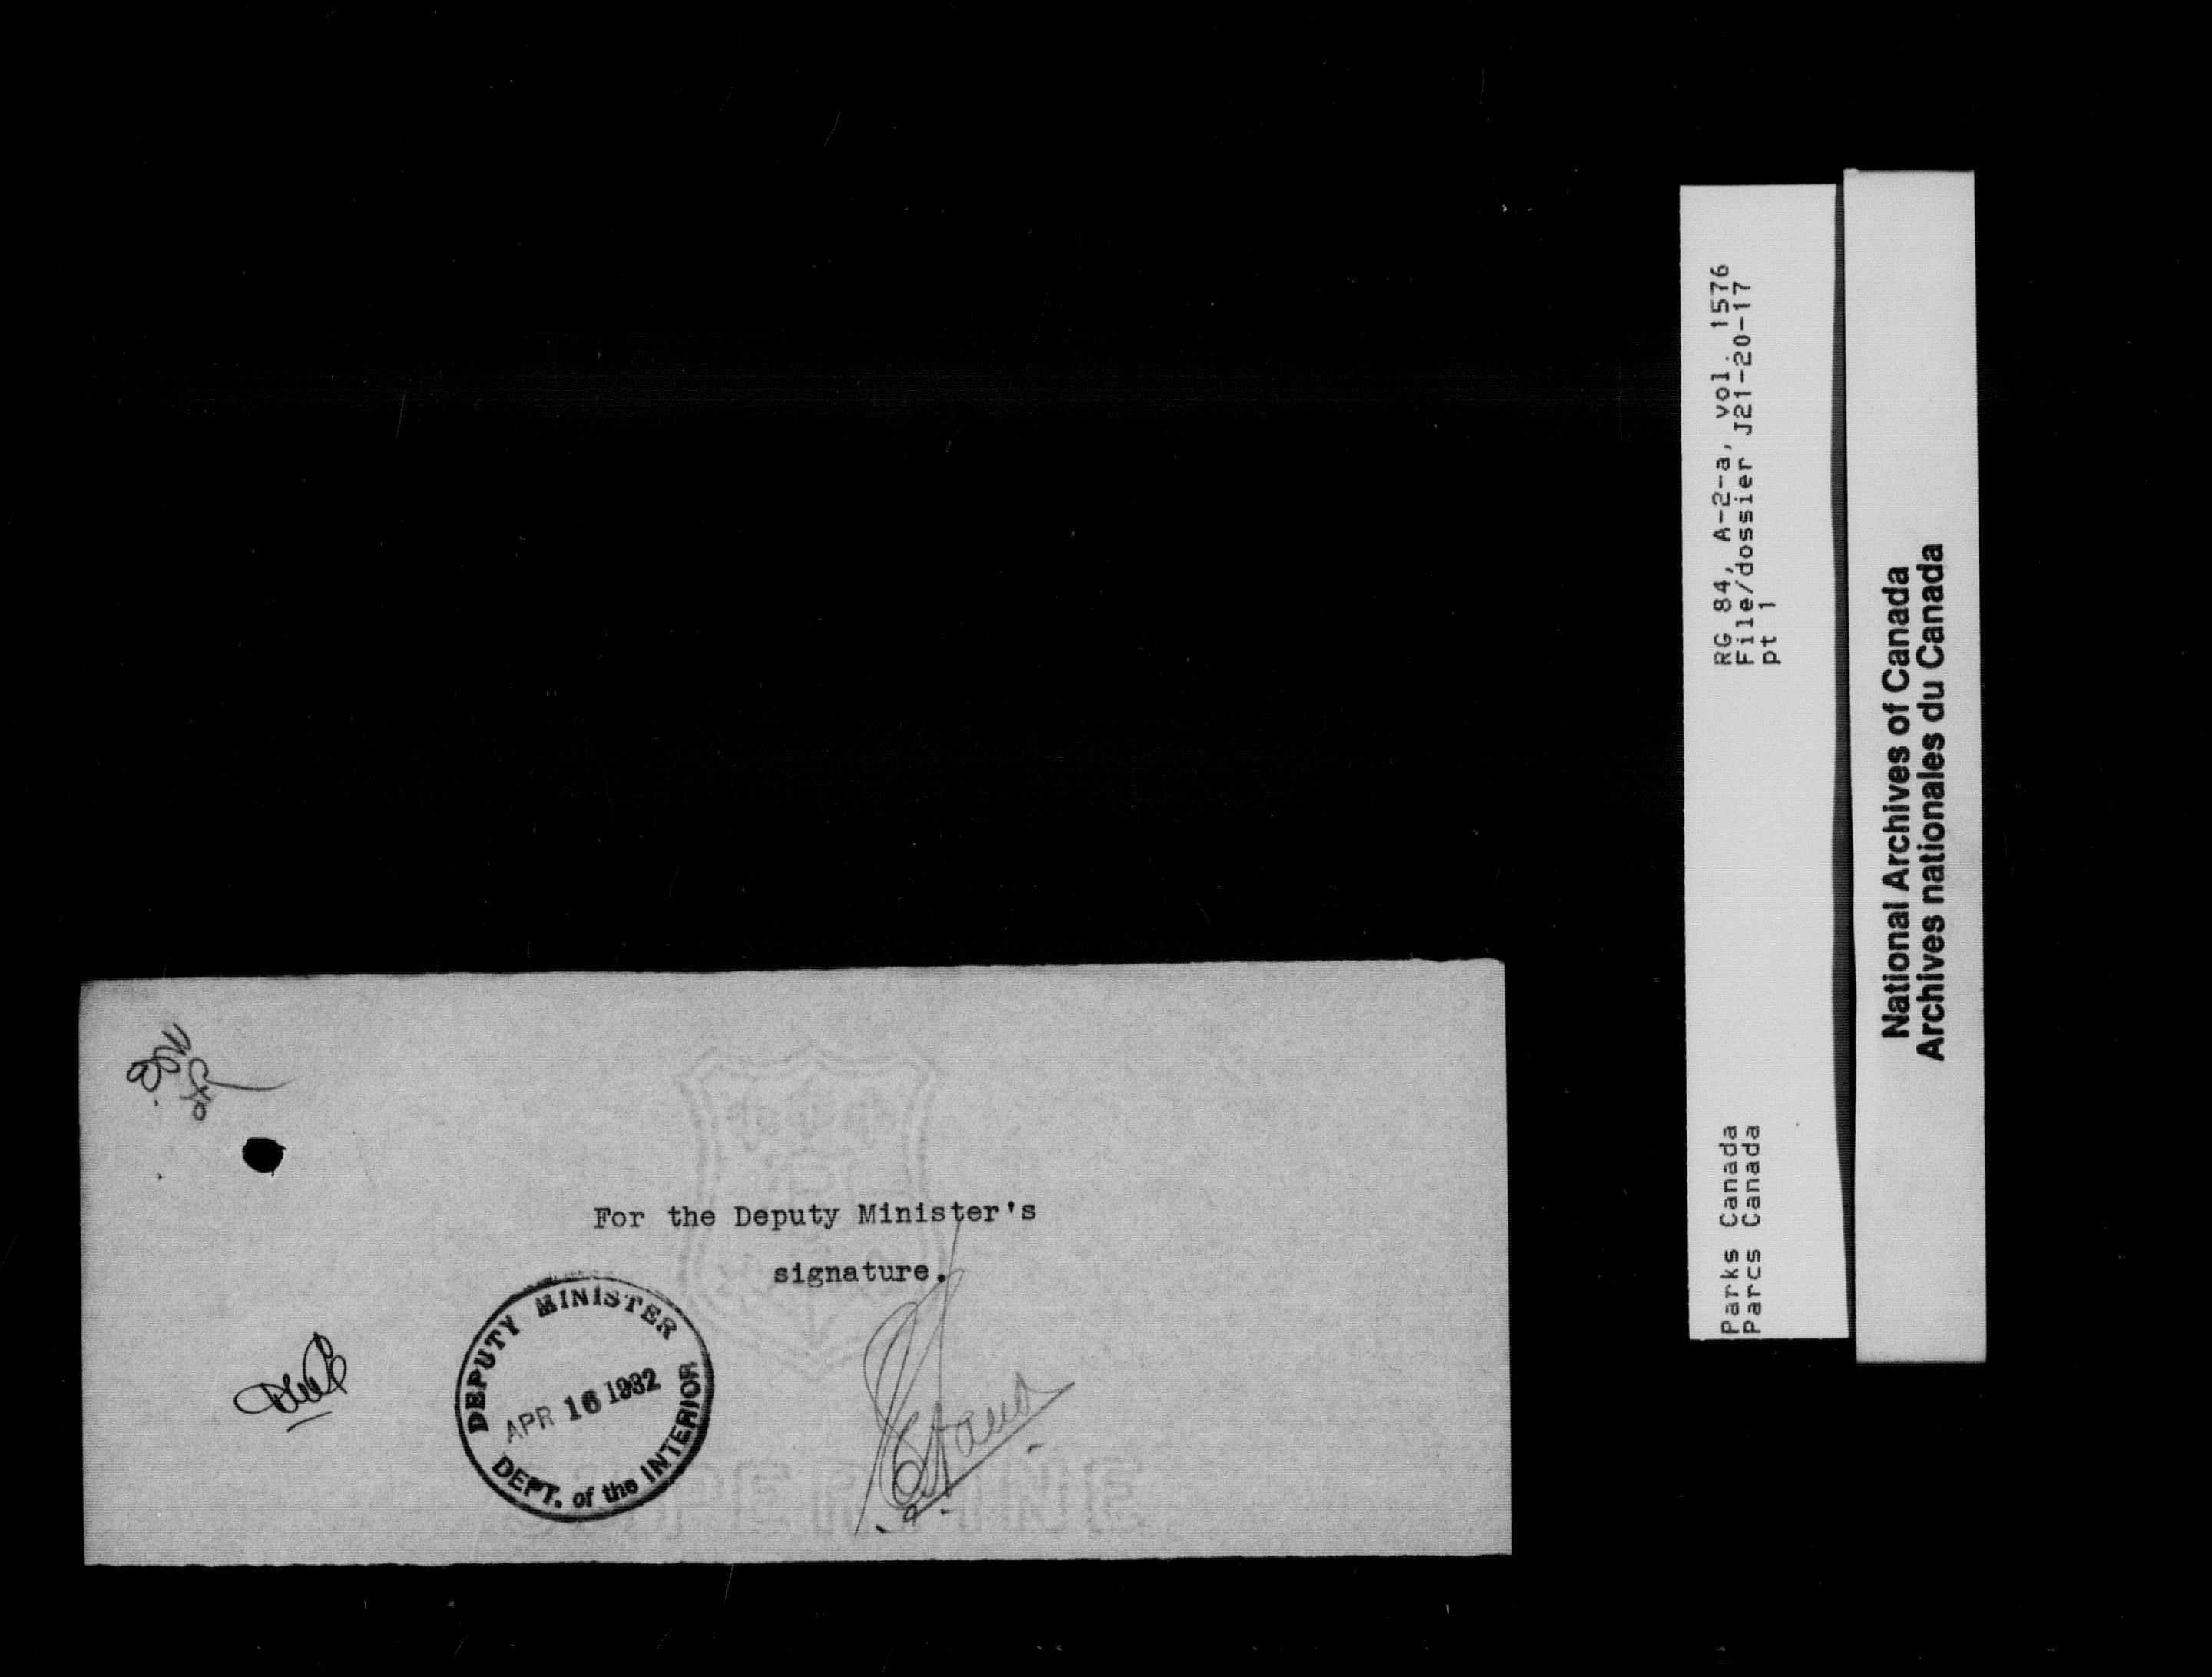 For the Deputy Minister's
signature.
DEPUTY MINISTER
APR 16 1932
DEPT. of the INTERIOR
RG 84, A-2-a, vol. 1576
File/dossier J21-20-17
pt 1
Parks Canada
Parcs Canada
National Archives of Canada
Archives nationales du Canada